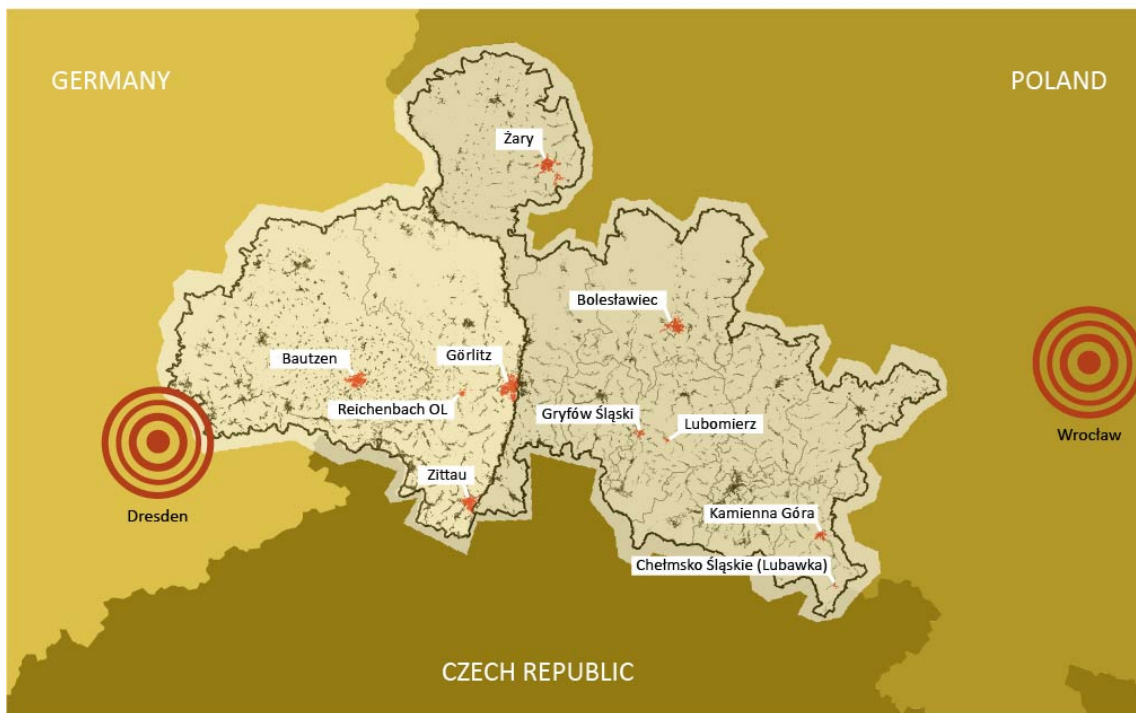 GERMANY
POLAND
Żary
Bolesławiec
Bautzen
Görlitz
Reichenbach OL
Gryfów Śląski
Lubomierz
Wrocław
Zittau
Dresden
Kamienna Góra
Chełmsko Śląskie (Lubawka)
CZECH REPUBLIC